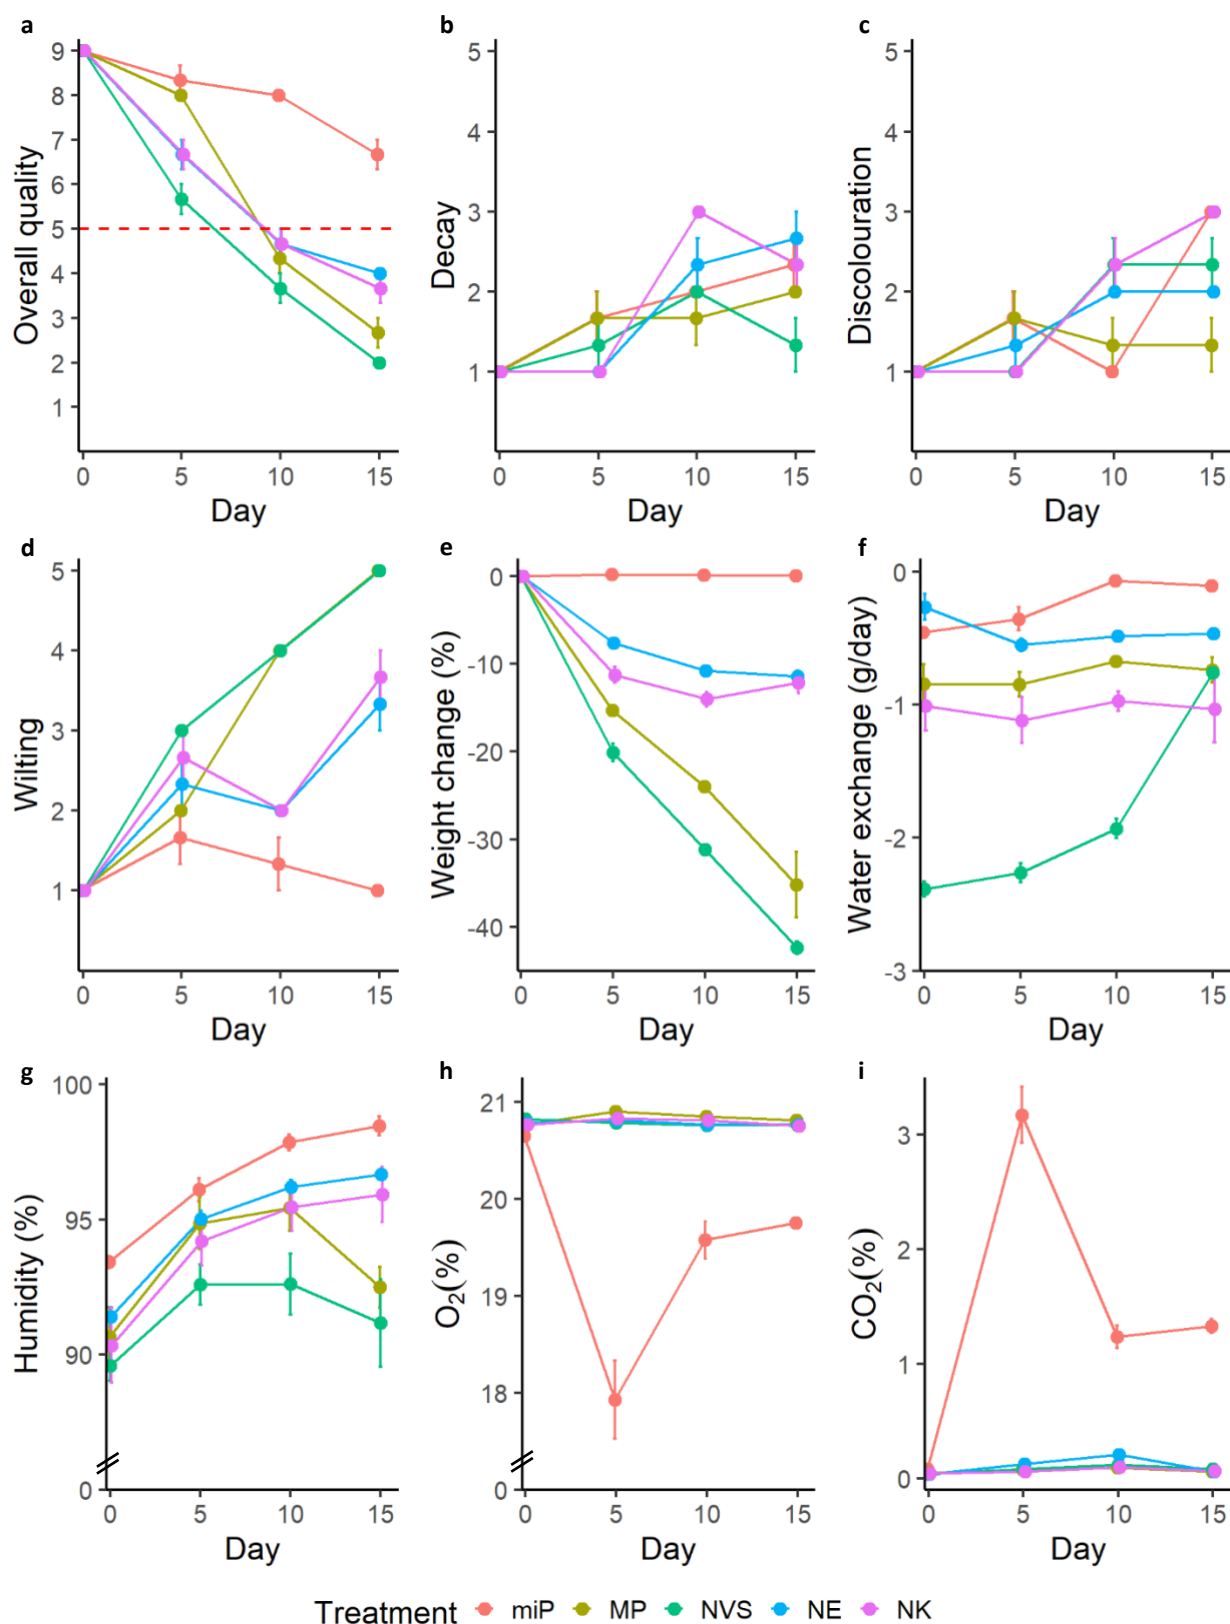 a
Overall quality
9
8
7
6
5
4
3
2
1
0 5 10 15
Day
b
Decay
5
4
3
2
1
0 5 10 15
Day
c
Discolouration
5
4
3
2
1
0 5 10 15
Day
d
Wilting
5
4
3
2
1
0 5 10 15
Day
e
Weight change (%)
0
-10
-20
-30
-40
0 5 10 15
Day
f
Water exchange (g/day)
0
-1
-2
-3
0 5 10 15
Day
g
Humidity (%)
100
95
90
0
0 5 10 15
Day
h
O₂(%)
21
20
19
18
0
0 5 10 15
Day
i
CO₂(%)
3
2
1
0
0 5 10 15
Day
Treatment miP MP NVS NE NK